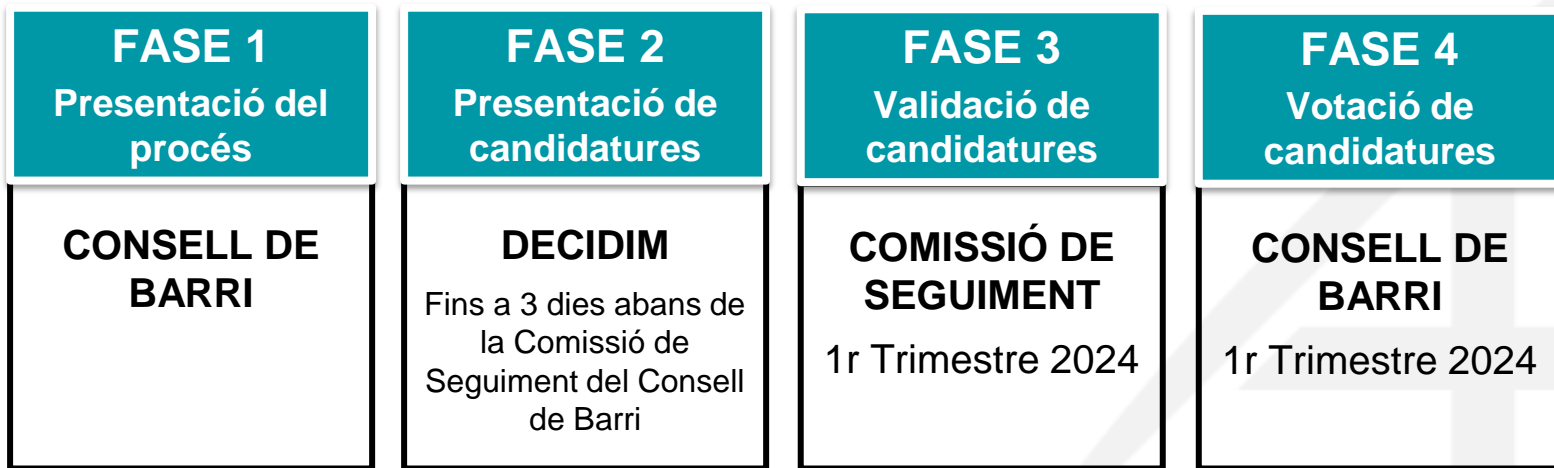 FASE 1
Presentació del
procés
CONSELL DE
BARRI
FASE 2
Presentació de
candidatures
DECIDIM
Fins a 3 dies abans de
la Comissió de
Seguiment del Consell
de Barri
FASE 3
Validació de
candidatures
COMISSIÓ DE
SEGUIMENT
1r Trimestre 2024
FASE 4
Votació de
candidatures
CONSELL DE
BARRI
1r Trimestre 2024